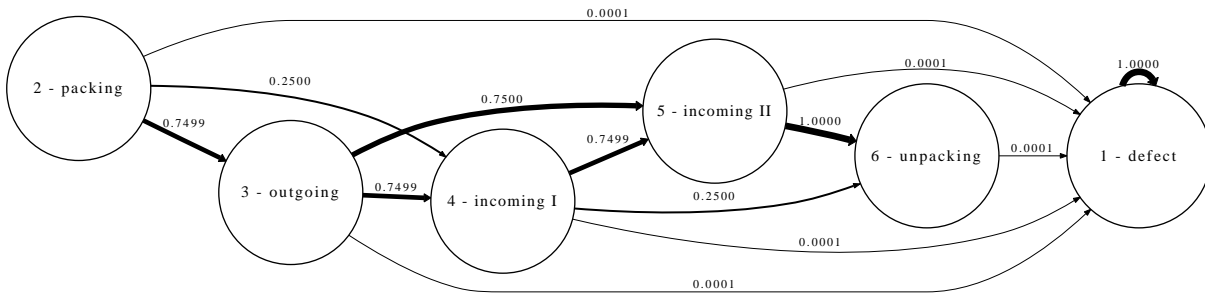 0.0001
1.0000
0.0001
0.2500
2 - packing
0.7500
5 - incoming II
0.7499
1.0000
0.7499
6 - unpacking
0.0001
1 - defect
3 - outgoing
0.7499
4 - incoming I
0.2500
0.0001
0.0001